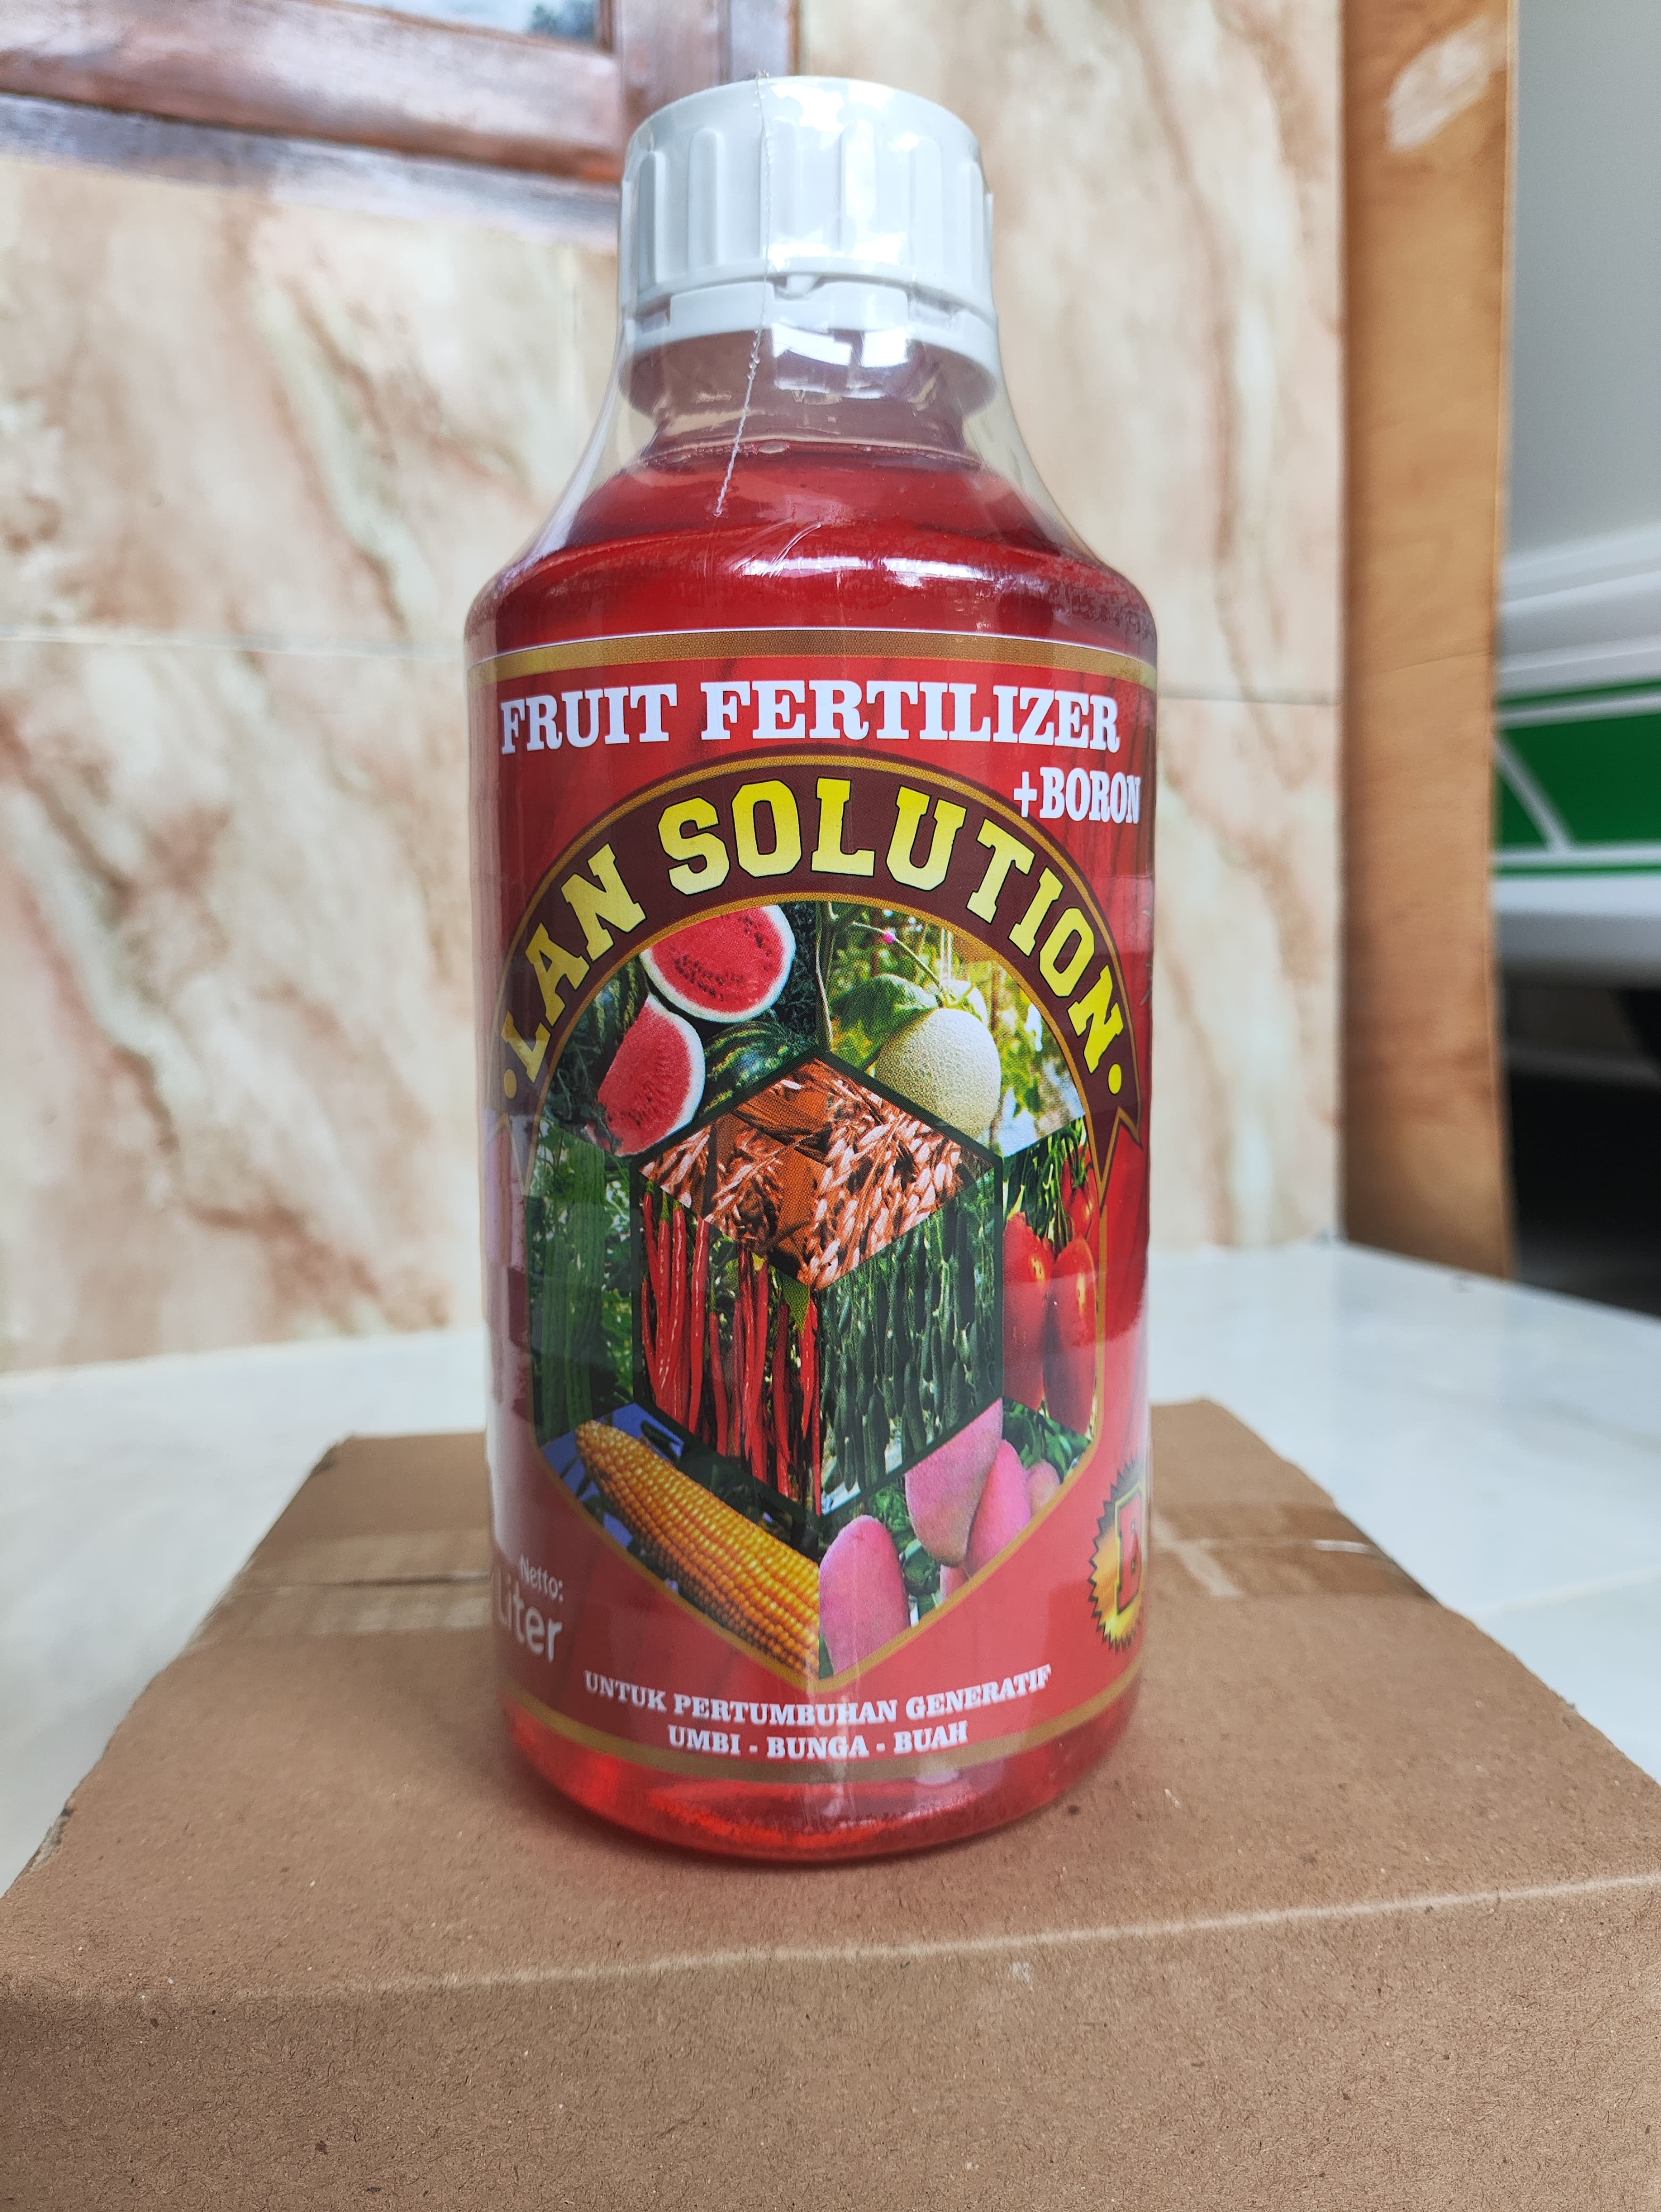 FRUIT FERTILIZER
+BORON
LAN SOLUTION
Netto:
Liter
UNTUK PERTUMBUHAN GENERATIF
UMBI - BUNGA - BUAH